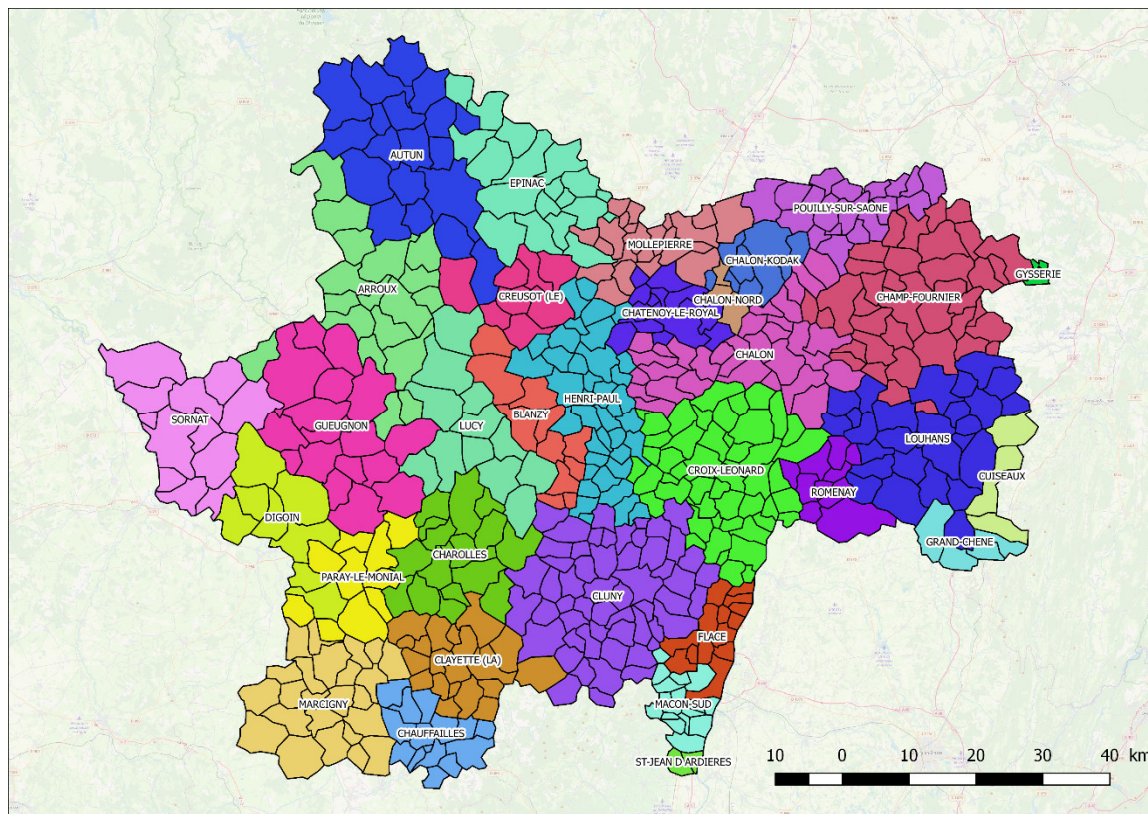 AUTUN
EPINAC
POUILLY-SUR-SAONE
MOLLEPIERRE
CHALON-KODAK
GYSSERIE
ARROUX
CREUSOT (LE)
CHALON-NORD
CHAMP-FOURNIER
CHATENOY-LE-ROYAL
CHALON
HENRI-PAUL
SORNAT
BLANZY
GUEUGNON
LUCY
LOUHANS
CROIX-LEONARD
CUISEAUX
ROMENAY
DIGOIN
GRAND-CHENE
CHAROLLES
PARAY-LE-MONIAL
CLUNY
FLACE
CLAYETTE (LA)
MARCIGNY
MACON-SUD
CHAUFFAILLES
ST-JEAN D ARDIERES
10 0 10 20 30 40 km